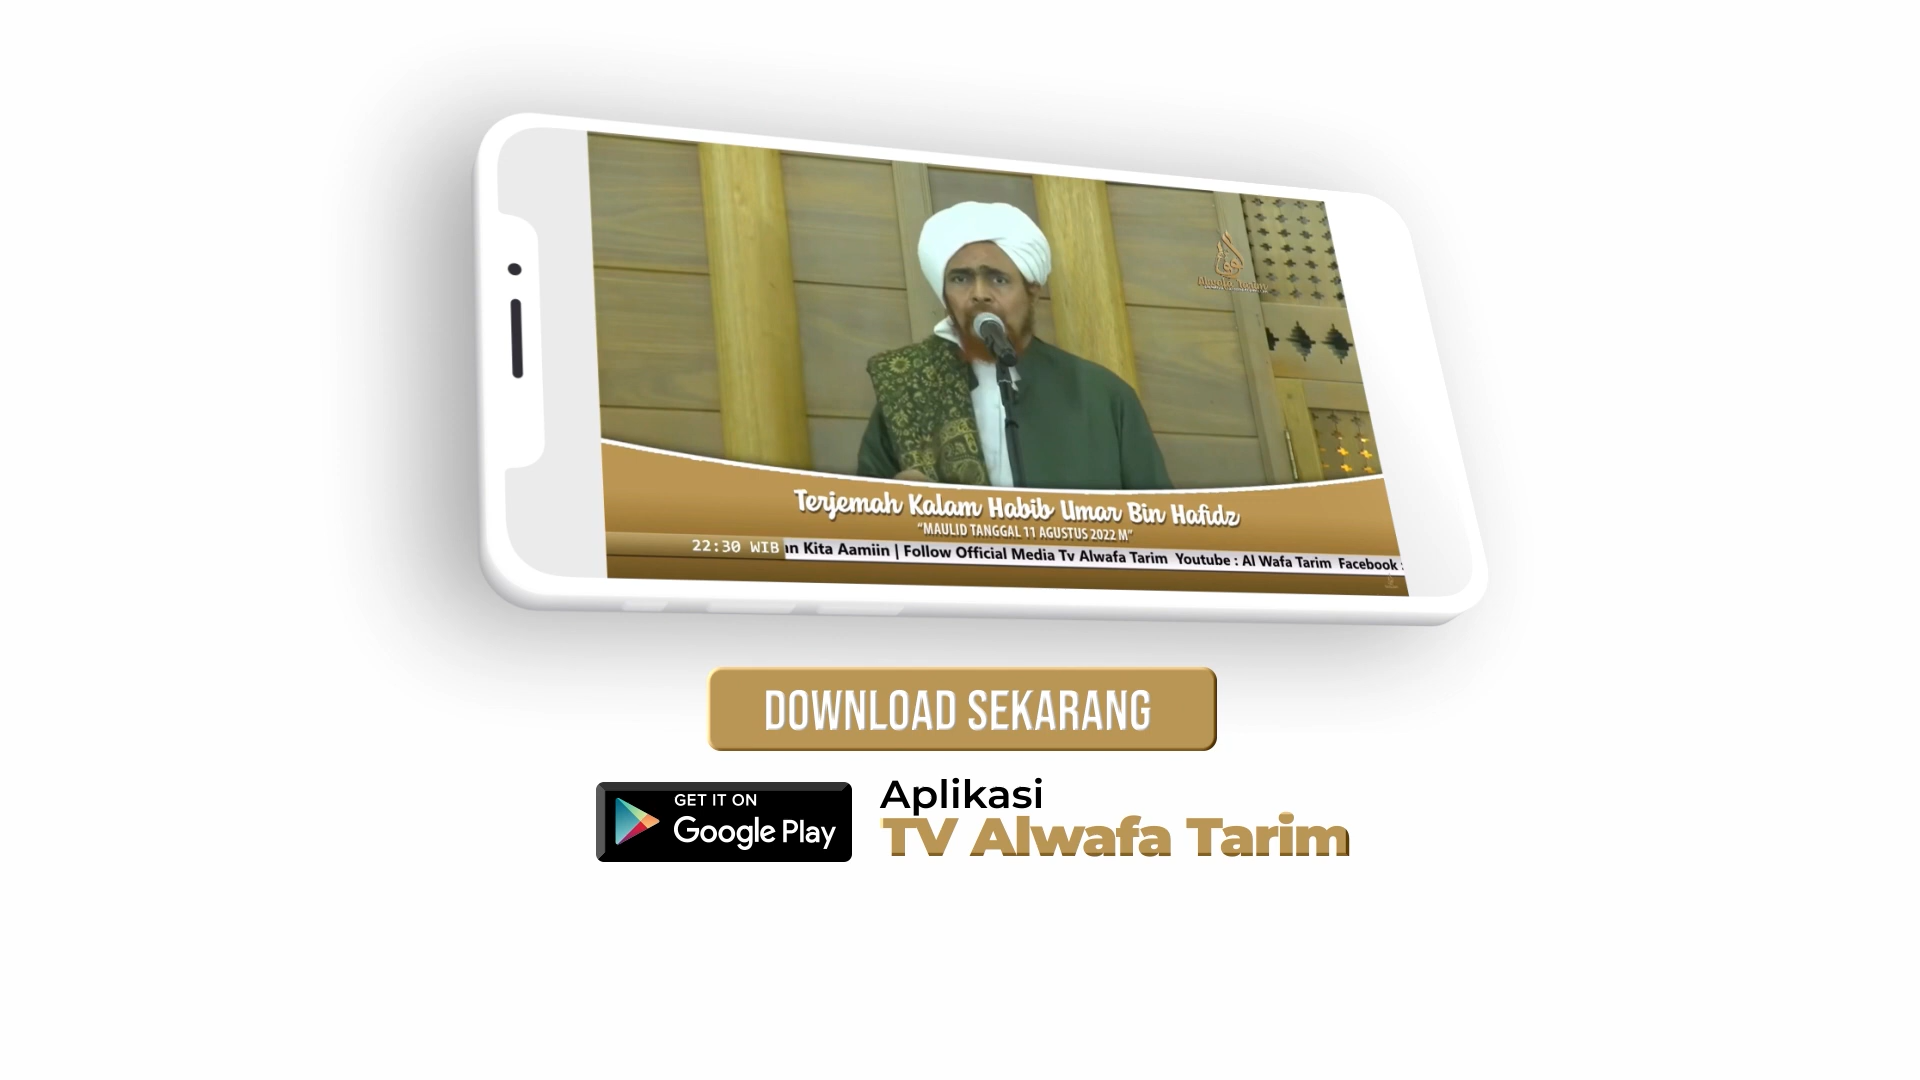 Alwafa Tarim
Terjemah Kalam Habib Umar Bin Hafidz
“MAULID TANGGAL 11 AGUSTUS 2022 M”
22:30 WIB
n Kita Aamiin | Follow Official Media Tv Alwafa Tarim Youtube : Al Wafa Tarim Facebook :
DOWNLOAD SEKARANG
GET IT ON
Google Play
Aplikasi
TV Alwafa Tarim